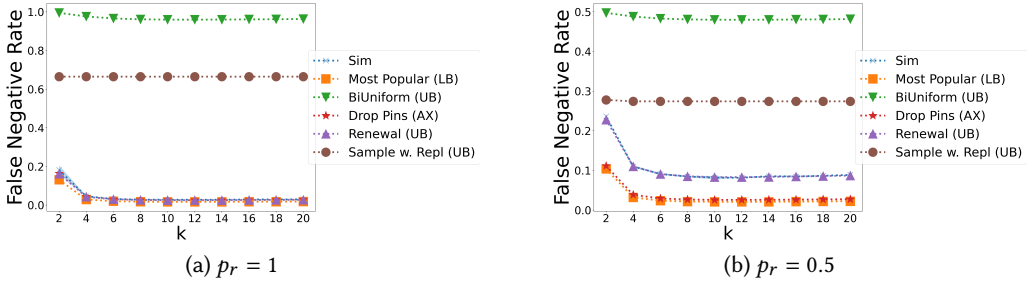 False Negative Rate
1.0
0.8
0.6
0.4
0.2
0.0
2 4 6 8 10 12 14 16 18 20
k
Sim
Most Popular (LB)
BiUniform (UB)
Drop Pins (AX)
Renewal (UB)
Sample w. Repl (UB)
(a) pᵣ = 1
False Negative Rate
0.5
0.4
0.3
0.2
0.1
0.0
2 4 6 8 10 12 14 16 18 20
k
Sim
Most Popular (LB)
BiUniform (UB)
Drop Pins (AX)
Renewal (UB)
Sample w. Repl (UB)
(b) pᵣ = 0.5